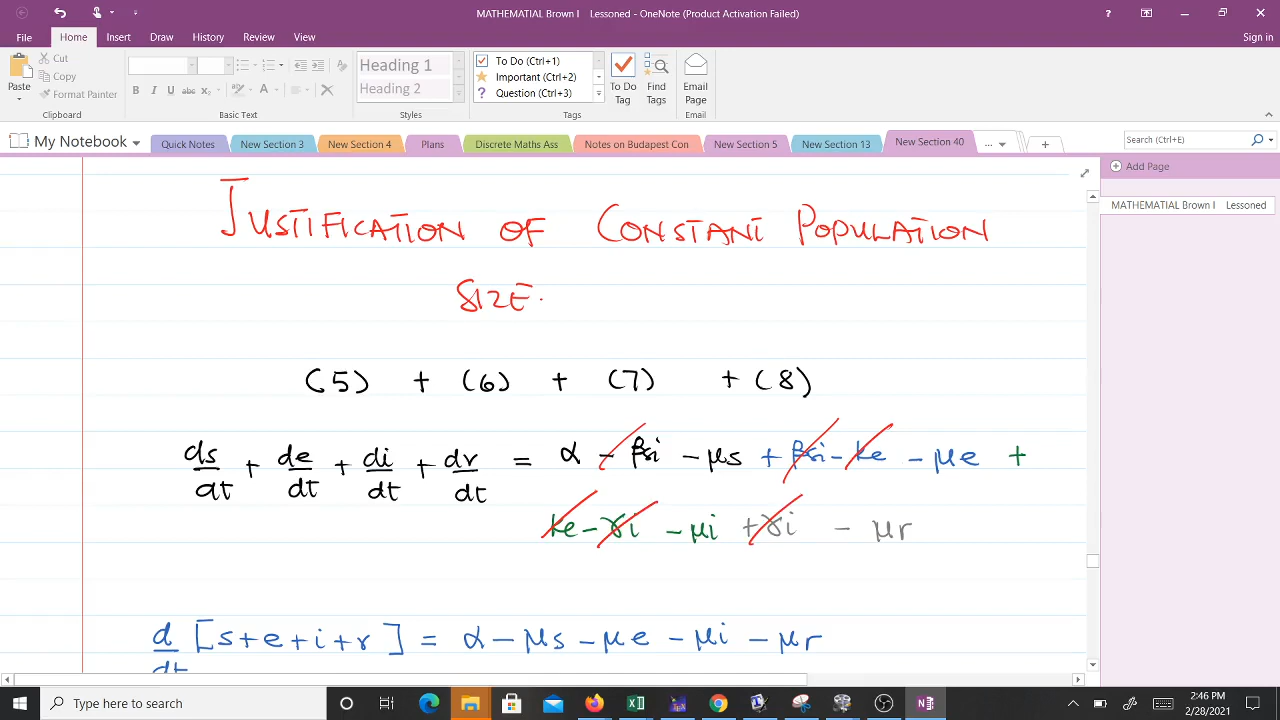 MATHEMATIAL Brown I    Lessoned - OneNote (Product Activation Failed)
File Home Insert Draw History Review View Sign in
Paste Cut Copy Format Painter
Heading 1
Heading 2
To Do (Ctrl+1)
Important (Ctrl+2)
Question (Ctrl+3)
To Do Tag
Find Tags
Email Page
Clipboard Basic Text Styles Tags Email
My Notebook Quick Notes New Section 3 New Section 4 Plans Discrete Maths Ass Notes on Budapest Con New Section 5 New Section 13 New Section 40 ... Search (Ctrl+E)
Add Page
MATHEMATIAL Brown I    Lessoned
JUSTIFICATION OF CONSTANT POPULATION
SIZE.
(5) + (6) + (7) + (8)
ds/dt + de/dt + di/dt + dr/dt = α - βsi - μs + βsi - ke - μe +
ke - γi - μi + γi - μr
d/dt [s+e+i+r] = α - μs - μe - μi - μr
Type here to search
2:46 PM
2/28/2021